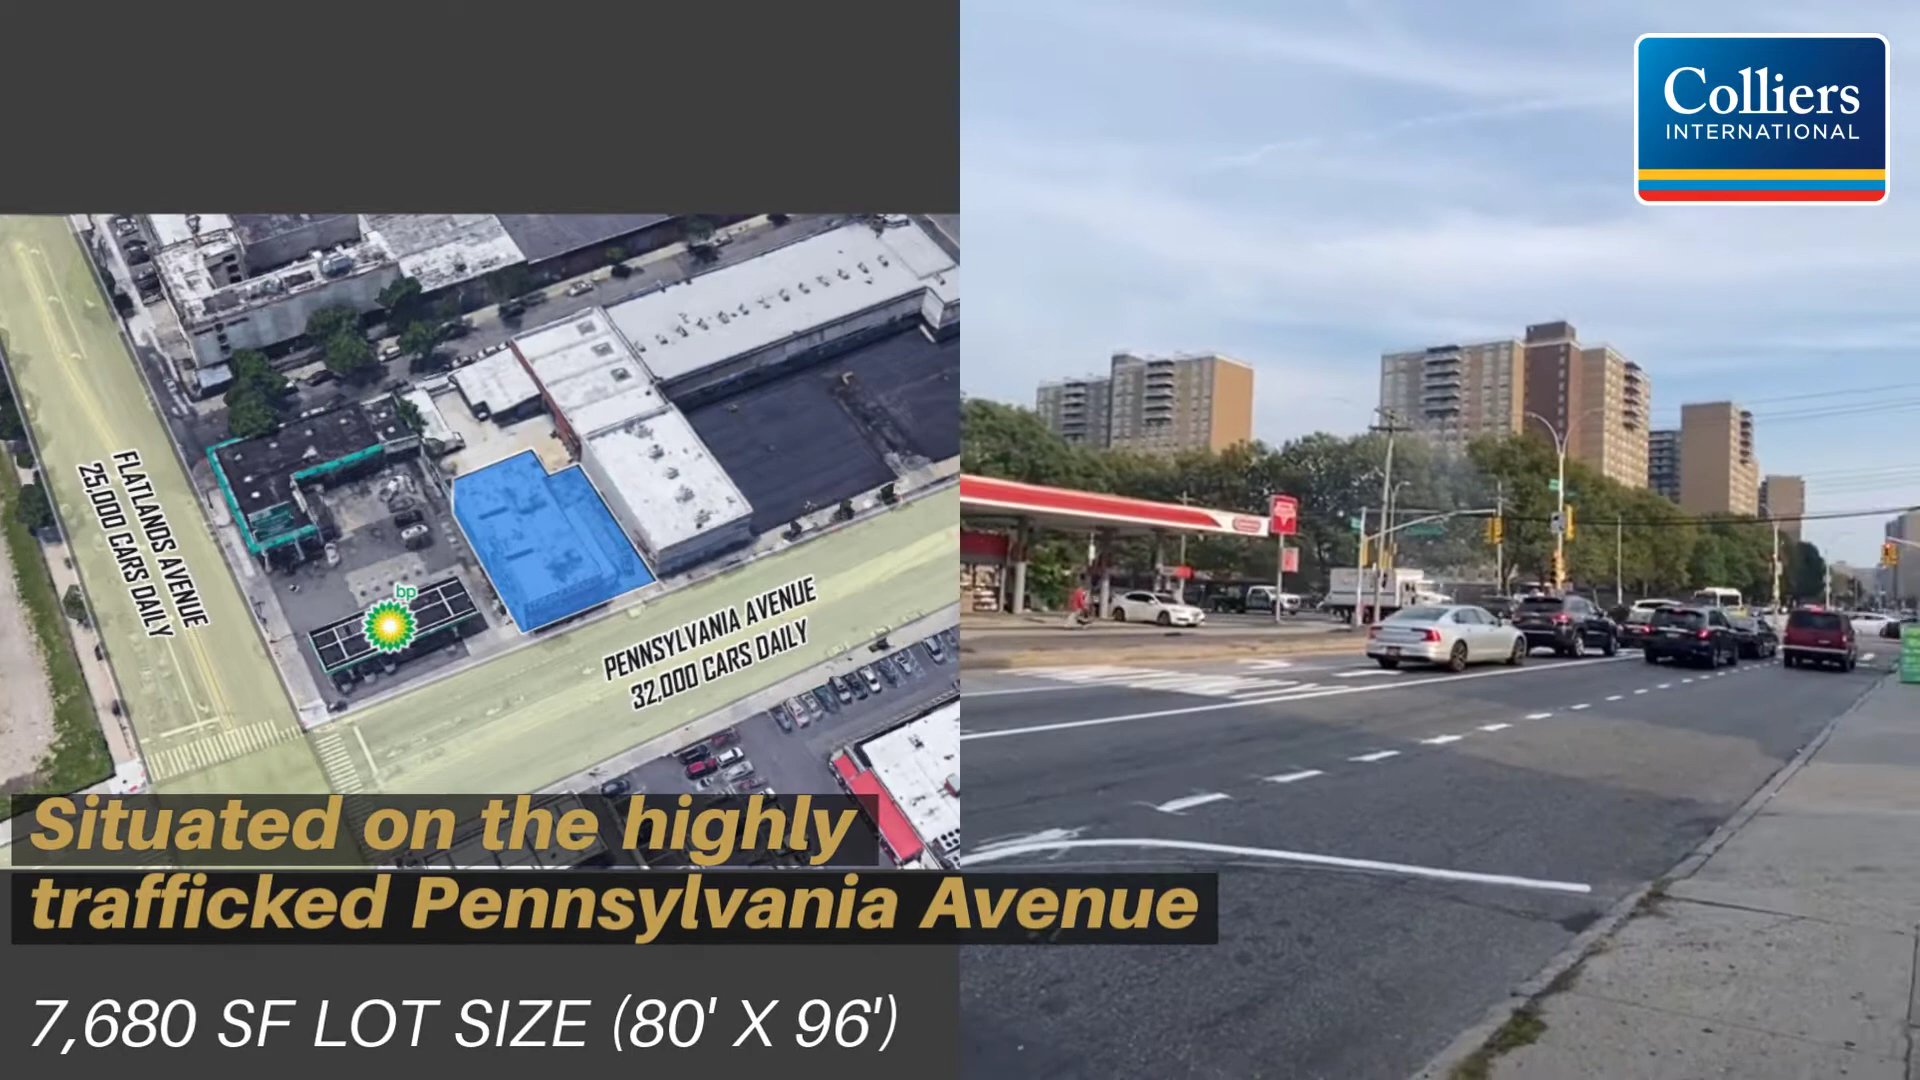 Colliers
INTERNATIONAL
FLATLANDS AVENUE
25,000 CARS DAILY
bp
PENNSYLVANIA AVENUE
32,000 CARS DAILY
Situated on the highly
trafficked Pennsylvania Avenue
7,680 SF LOT SIZE (80' X 96')